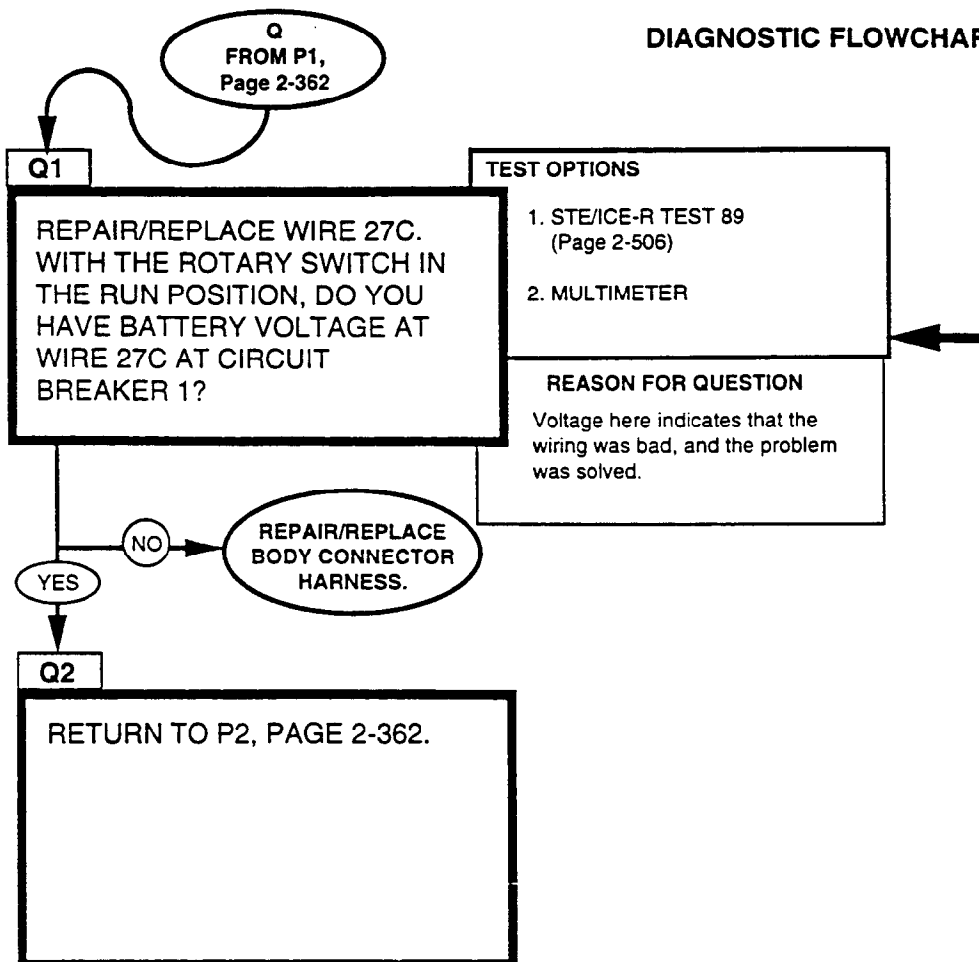 Q
FROM P1,
Page 2-362
DIAGNOSTIC FLOWCHAR
Q1
REPAIR/REPLACE WIRE 27C.
WITH THE ROTARY SWITCH IN
THE RUN POSITION, DO YOU
HAVE BATTERY VOLTAGE AT
WIRE 27C AT CIRCUIT
BREAKER 1?
TEST OPTIONS
1. STE/ICE-R TEST 89
(Page 2-506)
2. MULTIMETER
REASON FOR QUESTION
Voltage here indicates that the
wiring was bad, and the problem
was solved.
NO
REPAIR/REPLACE
BODY CONNECTOR
HARNESS.
YES
Q2
RETURN TO P2, PAGE 2-362.